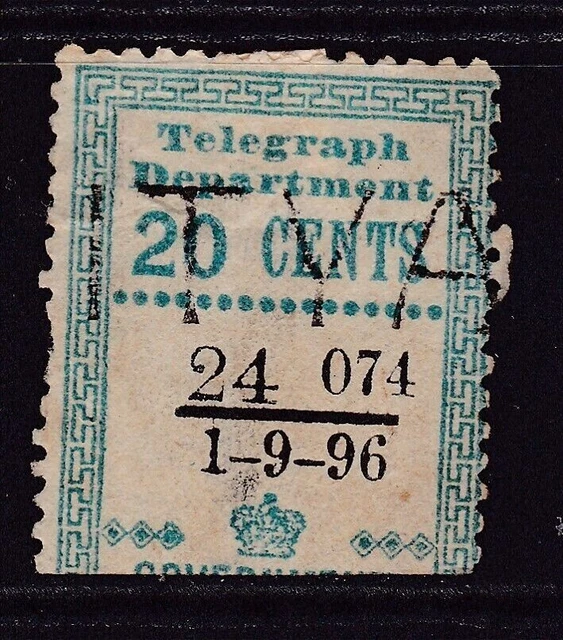 Telegraph
Department
T Y A
20 CENTS
24 074
1-9-96